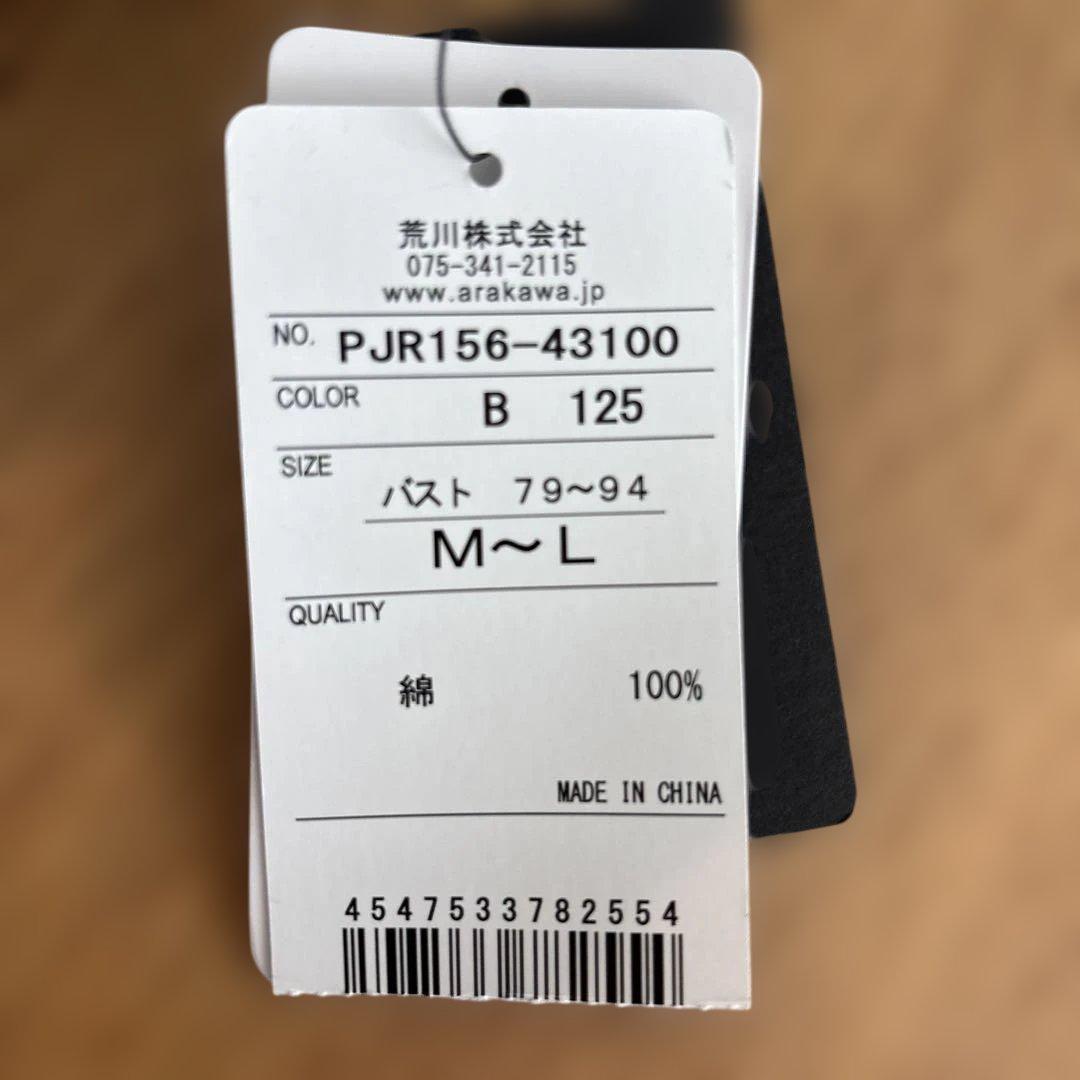 荒川株式会社
075-341-2115
www.arakawa.jp
NO. PJR156-43100
COLOR B 125
SIZE
バスト 79～94
M～L
QUALITY
綿 100%
MADE IN CHINA
4547533782554